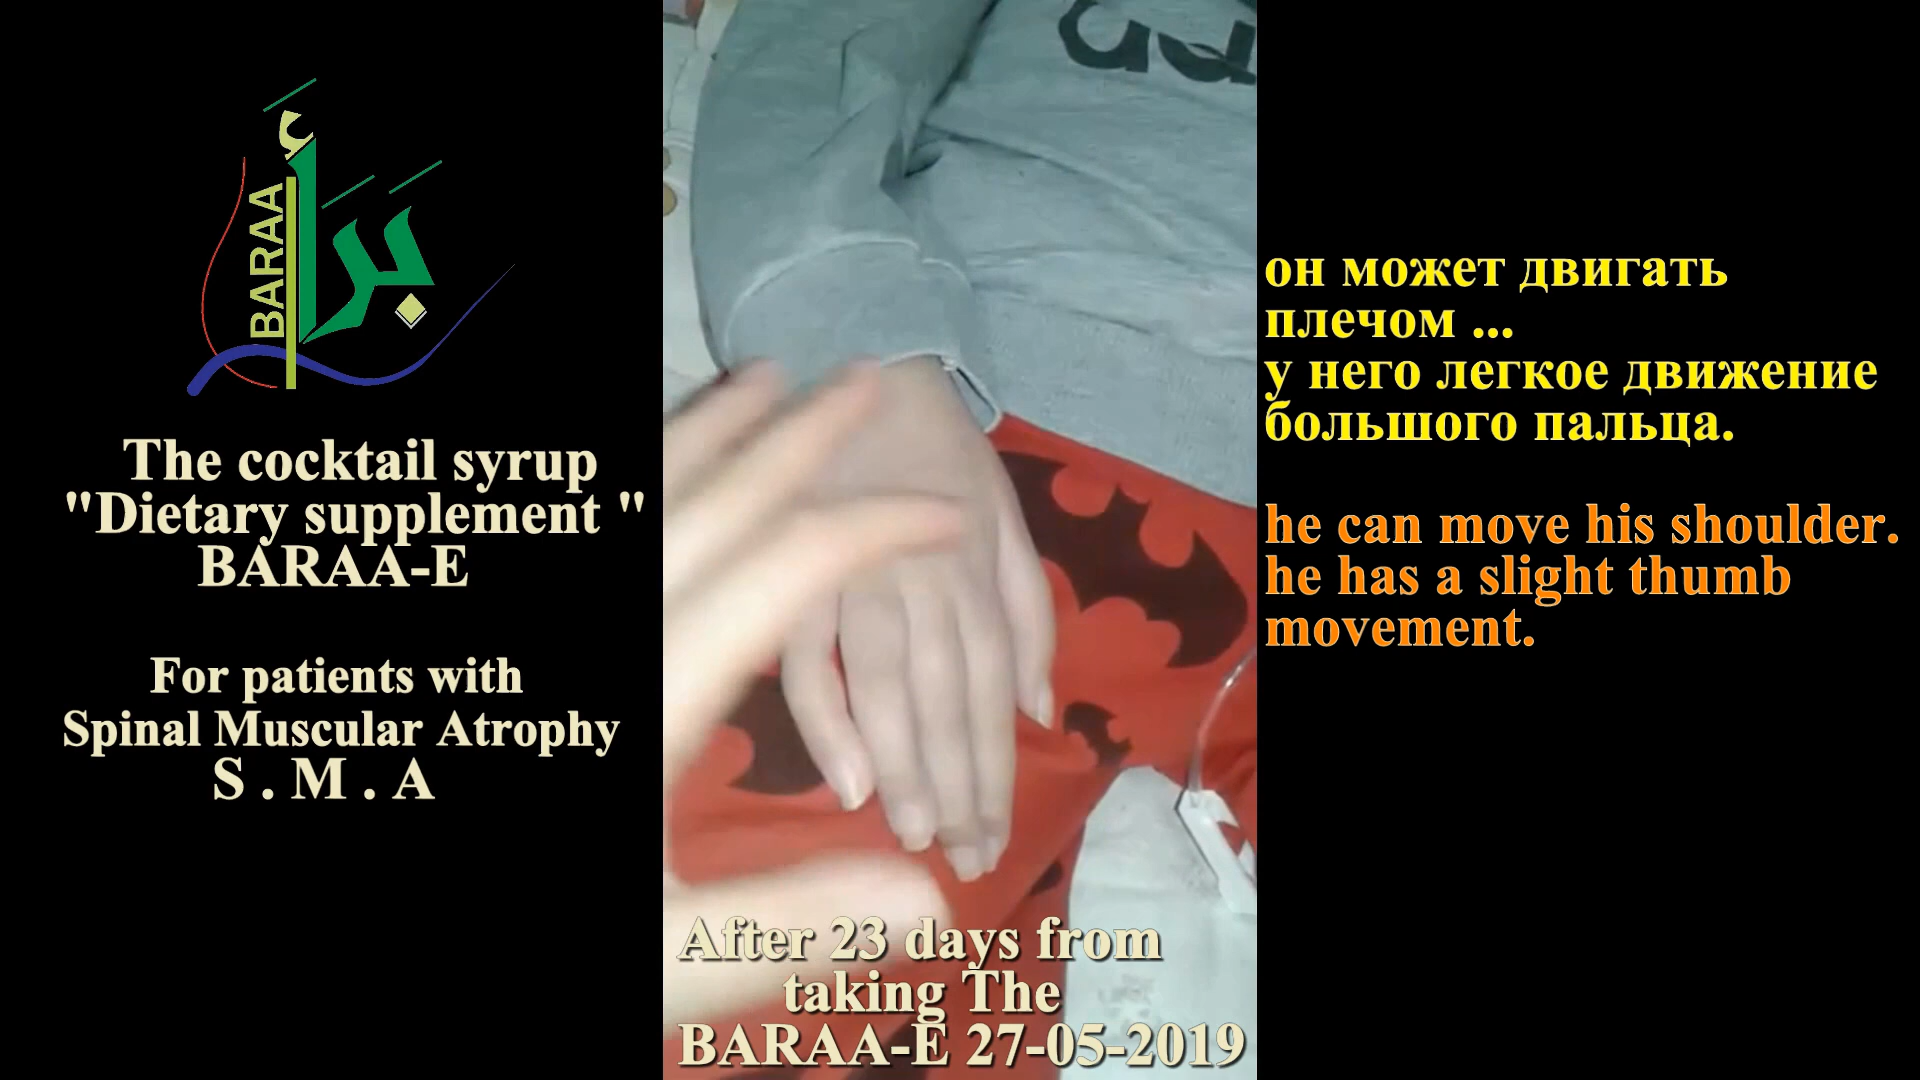 برأ
BARAA
The cocktail syrup
"Dietary supplement "
BARAA-E
For patients with
Spinal Muscular Atrophy
S . M . A
After 23 days from
taking The
BARAA-E 27-05-2019
он может двигать
плечом ...
у него легкое движение
большого пальца.
he can move his shoulder.
he has a slight thumb
movement.